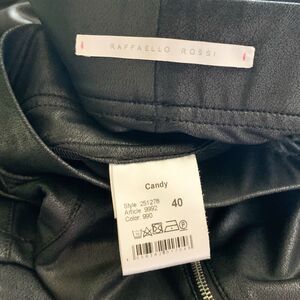 RAFFAELLO ROSSI
Candy
Style 251278
Article 9992
Color 990
40